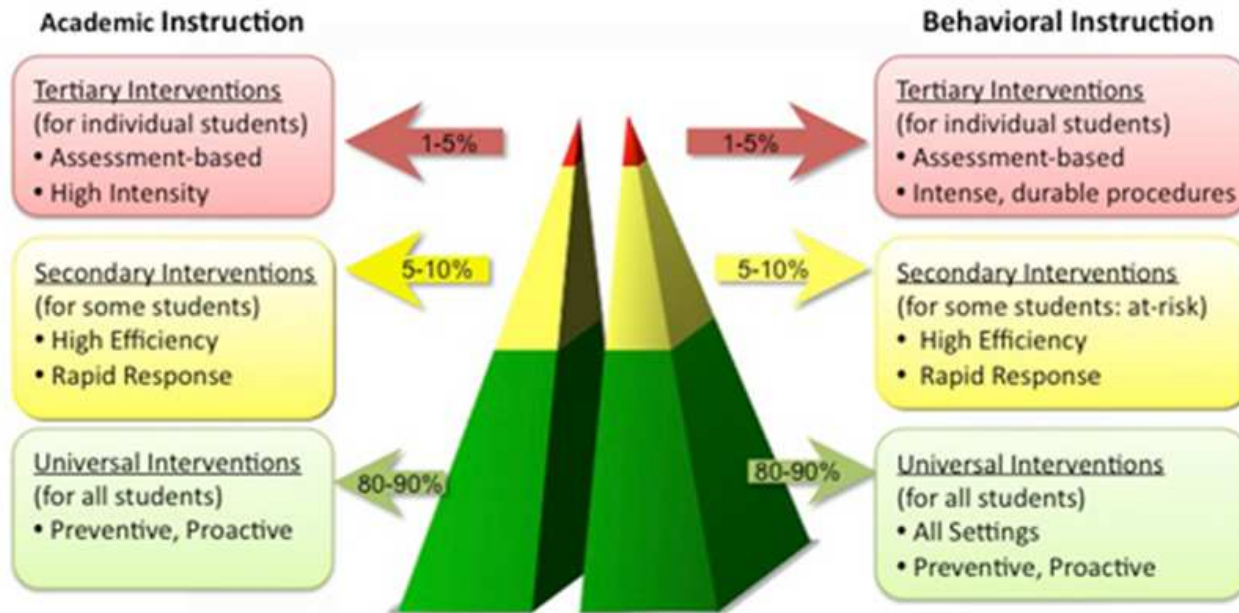 Academic Instruction
Tertiary Interventions
(for individual students)
• Assessment-based
• High Intensity
1-5%
Secondary Interventions
(for some students)
• High Efficiency
• Rapid Response
5-10%
Universal Interventions
(for all students)
• Preventive, Proactive
80-90%
Behavioral Instruction
1-5%
Tertiary Interventions
(for individual students)
• Assessment-based
• Intense, durable procedures
5-10%
Secondary Interventions
(for some students: at-risk)
• High Efficiency
• Rapid Response
80-90%
Universal Interventions
(for all students)
• All Settings
• Preventive, Proactive